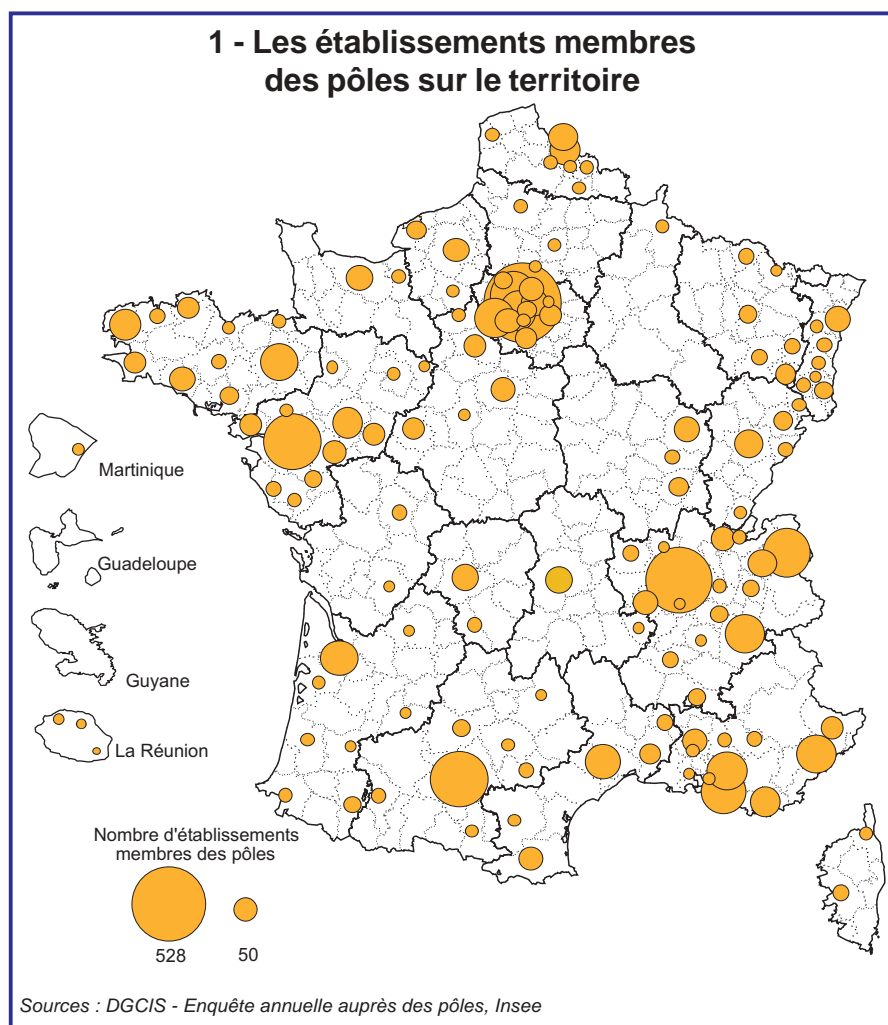 1 - Les établissements membres
des pôles sur le territoire
Martinique
Guadeloupe
Guyane
La Réunion
Nombre d'établissements
membres des pôles
528 50
Sources : DGCIS - Enquête annuelle auprès des pôles, Insee